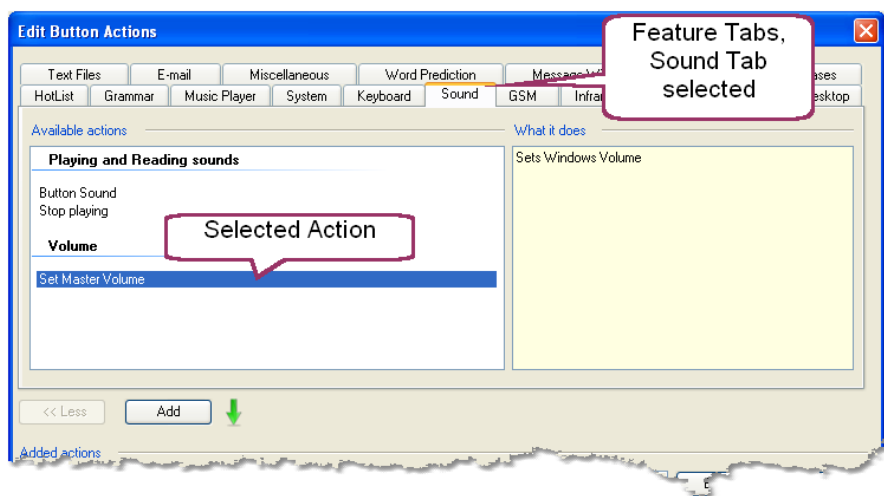 Edit Button Actions
Feature Tabs,
Sound Tab
selected
Text Files E-mail Miscellaneous Word Prediction
HotList Grammar Music Player System Keyboard Sound GSM
Available actions
What it does
Playing and Reading sounds
Sets Windows Volume
Button Sound
Stop playing
Selected Action
Volume
Set Master Volume
<< Less Add
Added actions